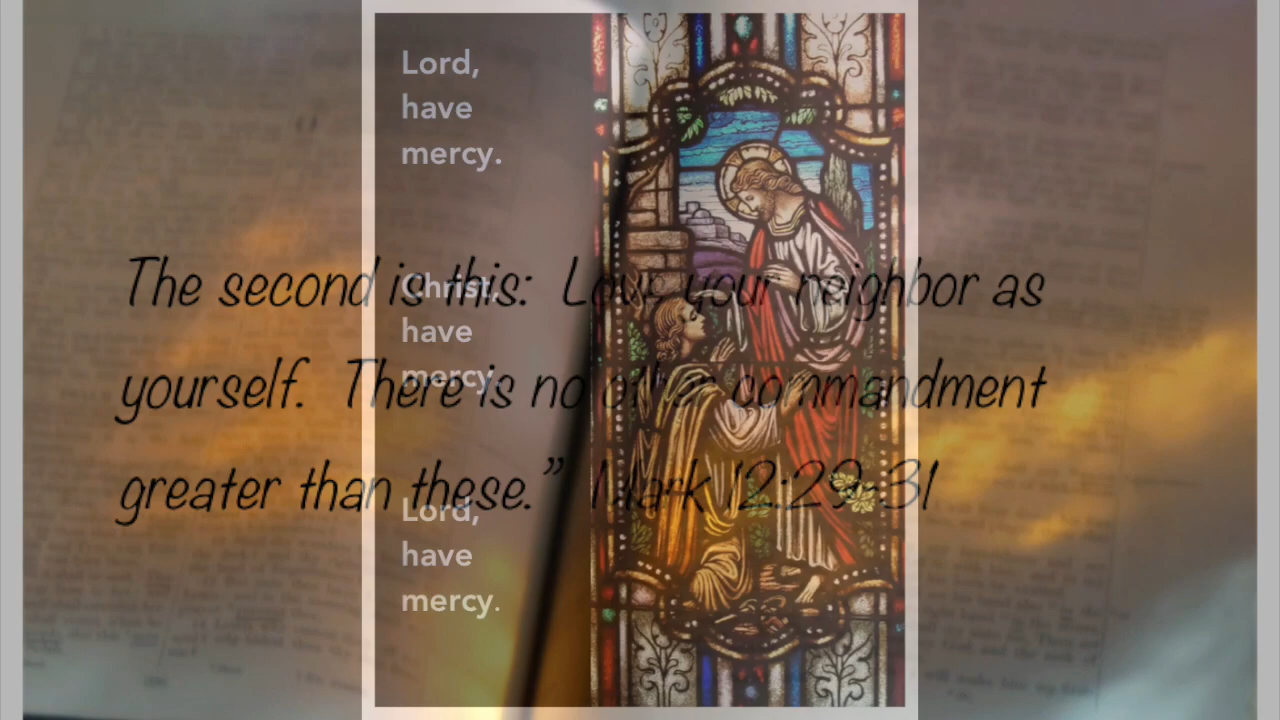 Lord,
have
mercy.
Christ,
have
mercy.
Lord,
have
mercy.
The second is this: Love your neighbor as
yourself. There is no other commandment
greater than these.” Mark 12:29-31